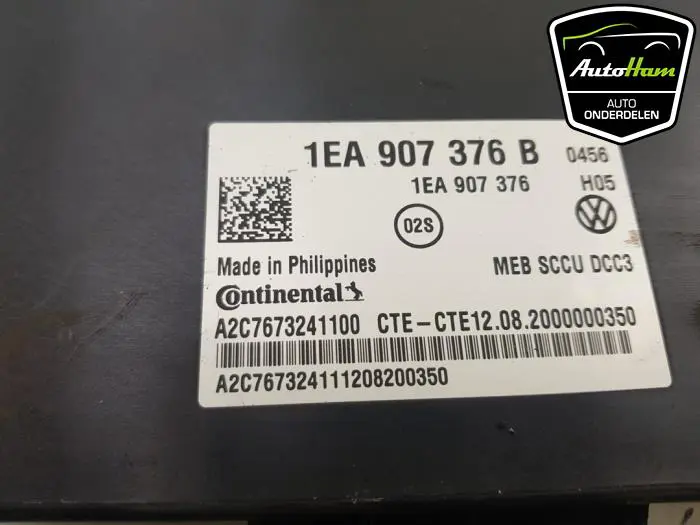 AutoHam
AUTO
ONDERDELEN
1EA 907 376 B 0456
1EA 907 376 H05
02S
Made in Philippines MEB SCCU DCC3
Continental
A2C7673241100 CTE-CTE12.08.2000000350
A2C767324111208200350